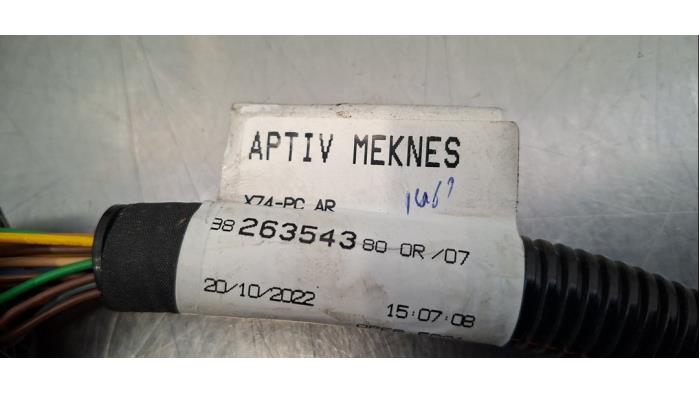 APTIV MEKNES
X74-PC AR
98 263543 80 OR/07
20/10/2022
15:07:08